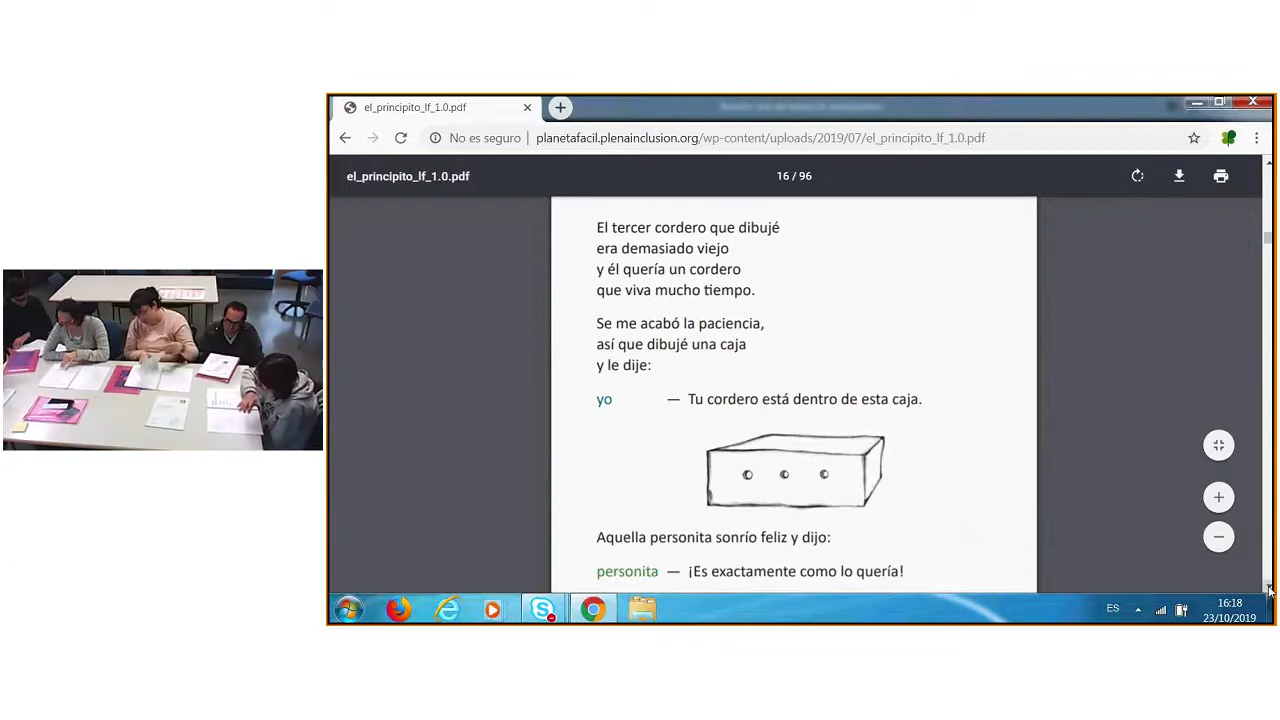 el_principito_lf_1.0.pdf
No es seguro planetafacil.plenainclusion.org/wp-content/uploads/2019/07/el_principito_lf_1.0.pdf
el_principito_lf_1.0.pdf 16 / 96
El tercer cordero que dibujé
era demasiado viejo
y él quería un cordero
que viva mucho tiempo.
Se me acabó la paciencia,
así que dibujé una caja
y le dije:
yo — Tu cordero está dentro de esta caja.
Aquella personita sonrío feliz y dijo:
personita — ¡Es exactamente como lo quería!
ES 16:18
23/10/2019